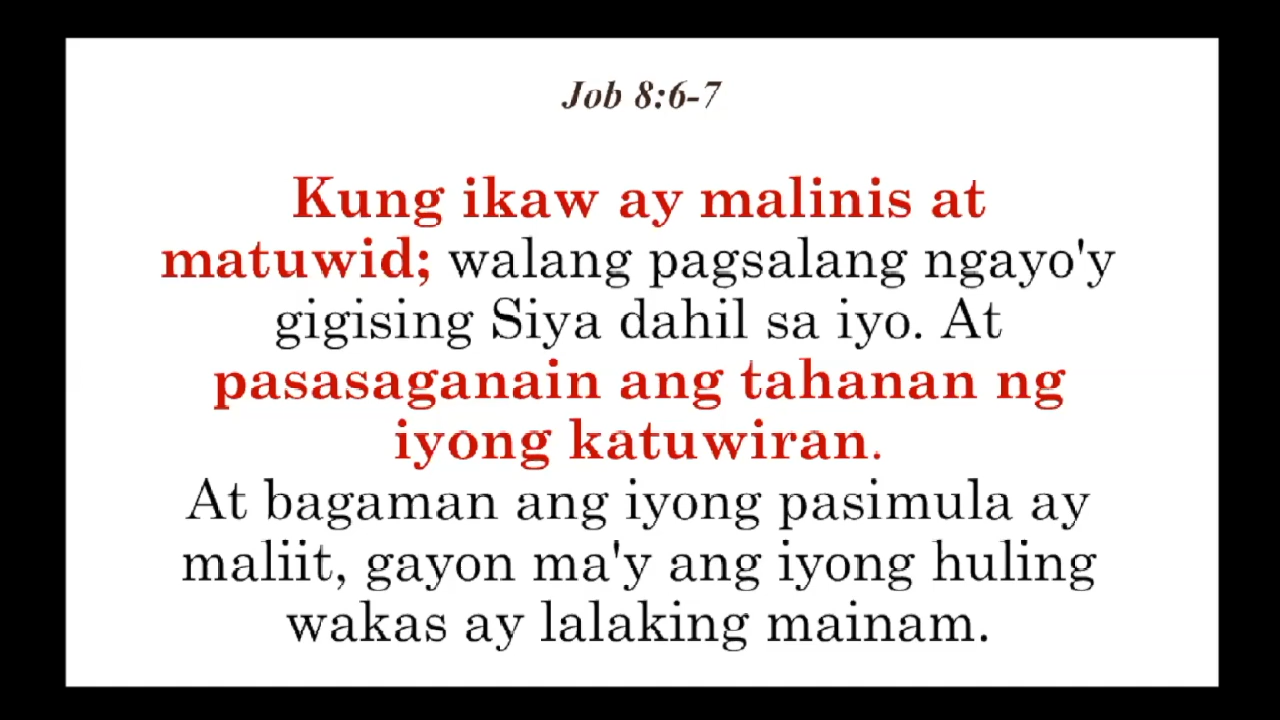 Job 8:6-7
Kung ikaw ay malinis at
matuwid; walang pagsalang ngayo'y
gigising Siya dahil sa iyo. At
pasasaganain ang tahanan ng
iyong katuwiran.
At bagaman ang iyong pasimula ay
maliit, gayon ma'y ang iyong huling
wakas ay lalaking mainam.